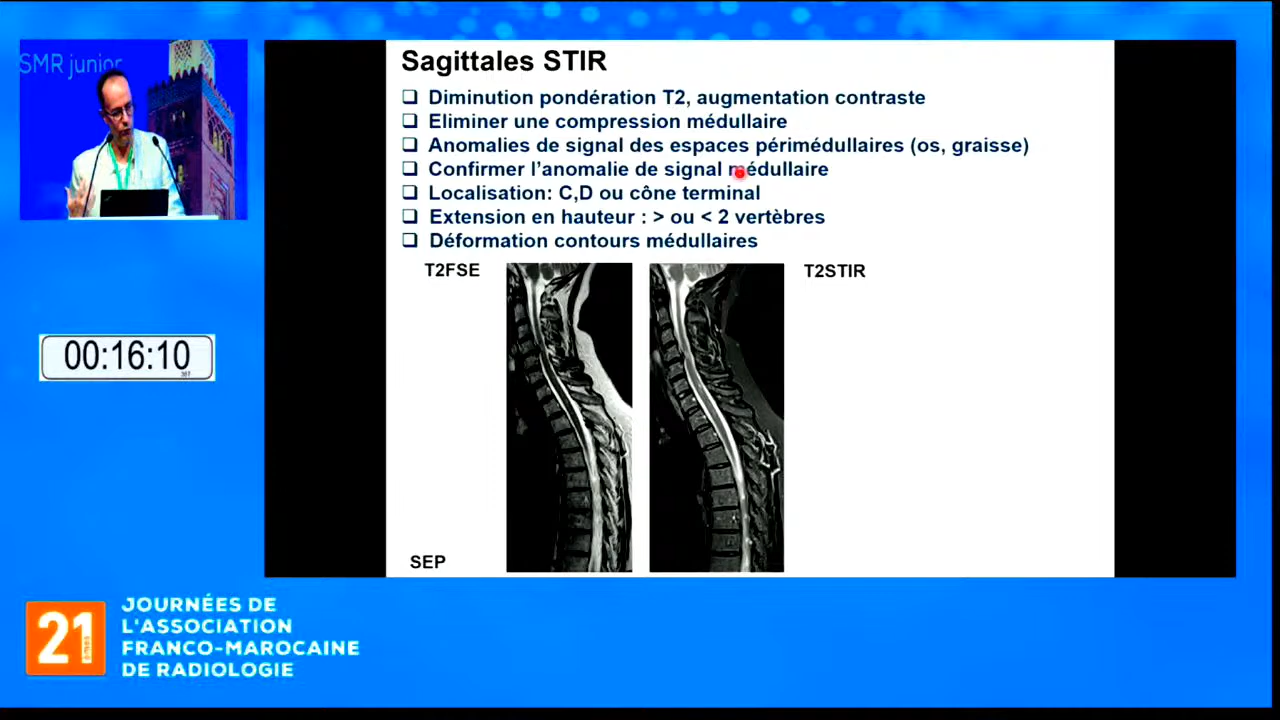 SMR junior
Sagittales STIR
Diminution pondération T2, augmentation contraste
Eliminer une compression médullaire
Anomalies de signal des espaces périmédullaires (os, graisse)
Confirmer l’anomalie de signal médullaire
Localisation: C,D ou cône terminal
Extension en hauteur : > ou < 2 vertèbres
Déformation contours médullaires
T2FSE
T2STIR
SEP
00:16:10
21
JOURNÉES DE
L'ASSOCIATION
FRANCO-MAROCAINE
DE RADIOLOGIE